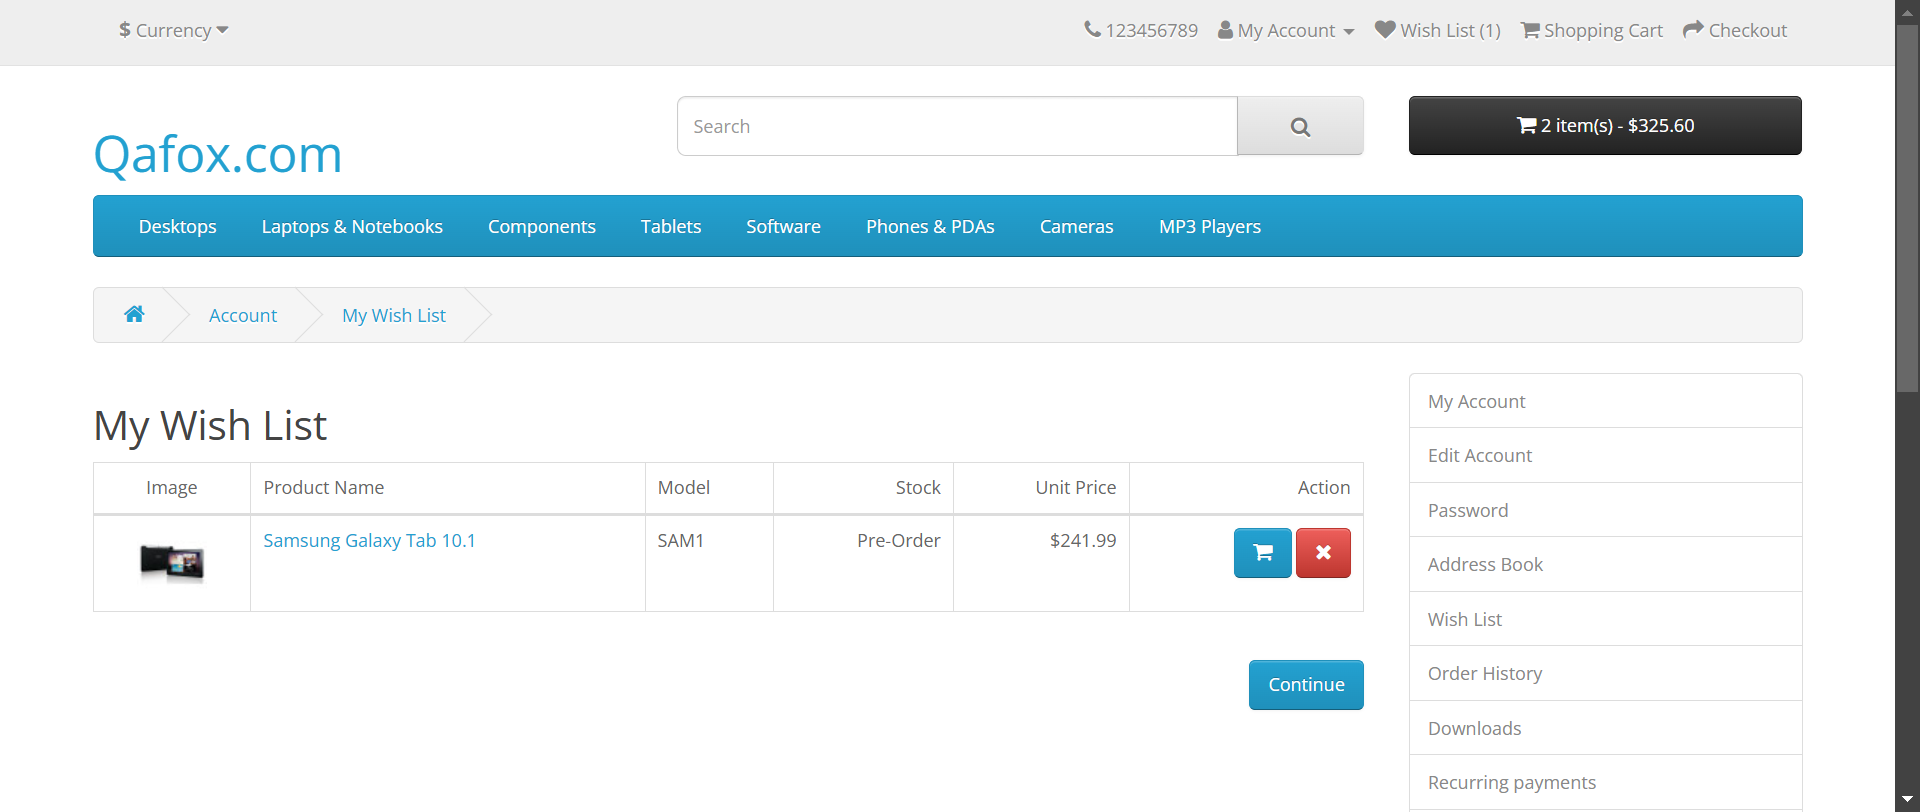 $ Currency
123456789 My Account Wish List (1) Shopping Cart Checkout
Search
2 item(s) - $325.60
Qafox.com
Desktops Laptops & Notebooks Components Tablets Software Phones & PDAs Cameras MP3 Players
Account My Wish List
My Wish List
Image Product Name Model Stock Unit Price Action
Samsung Galaxy Tab 10.1 SAM1 Pre-Order $241.99
Continue
My Account
Edit Account
Password
Address Book
Wish List
Order History
Downloads
Recurring payments